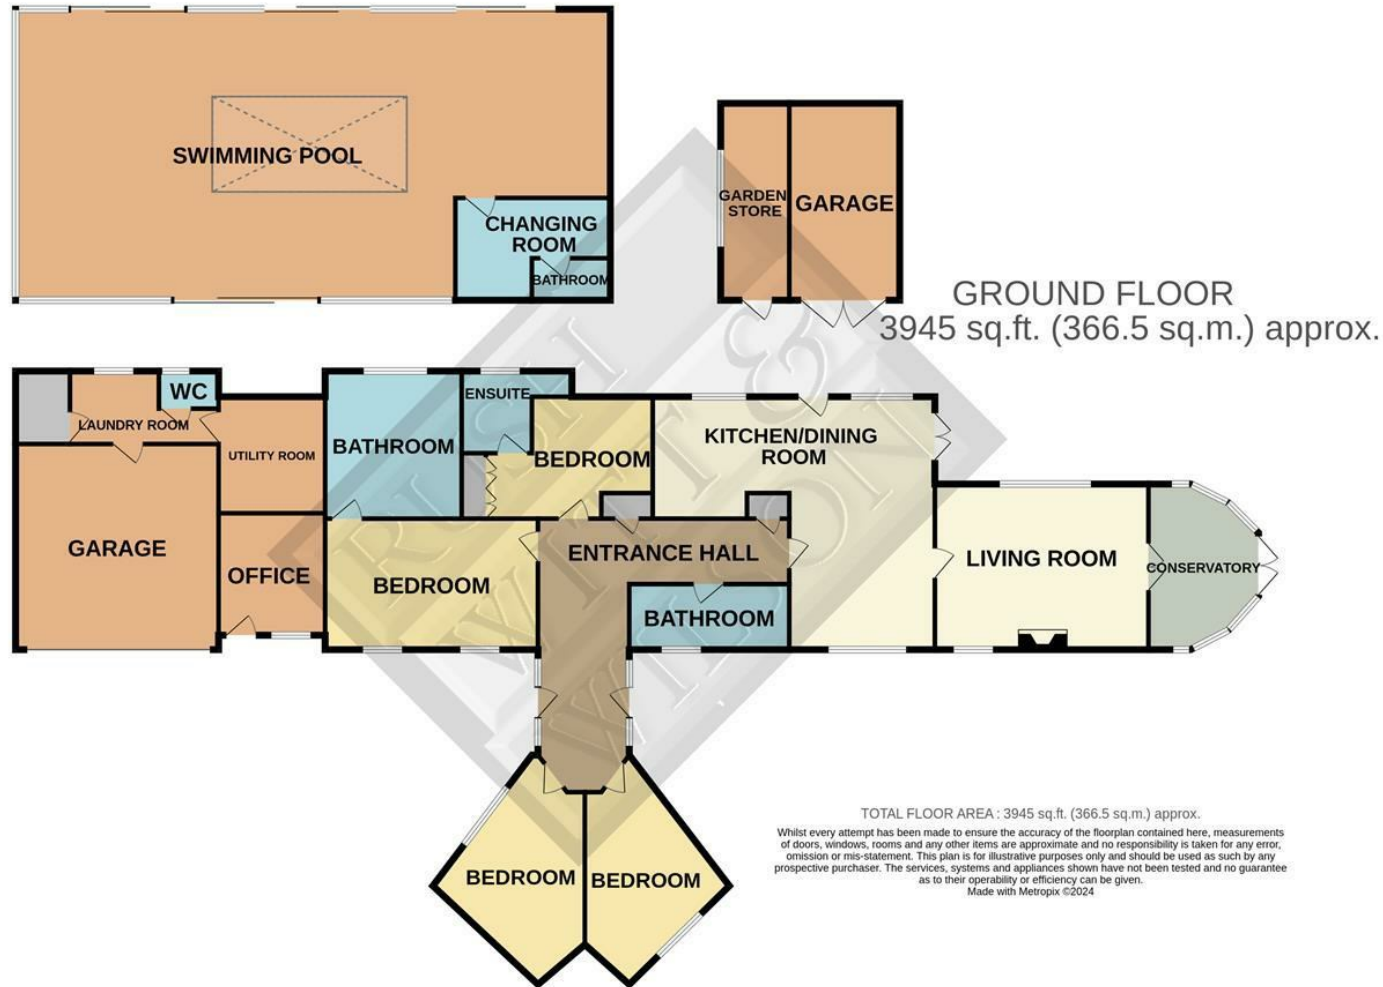 SWIMMING POOL
CHANGING
ROOM
BATHROOM
GARDEN
STORE
GARAGE
GROUND FLOOR
3945 sq.ft. (366.5 sq.m.) approx.
WC
LAUNDRY ROOM
UTILITY ROOM
BATHROOM
ENSUITE
BEDROOM
KITCHEN/DINING
ROOM
GARAGE
OFFICE
BEDROOM
ENTRANCE HALL
BATHROOM
LIVING ROOM
CONSERVATORY
BEDROOM
BEDROOM
RUSH
WITT &
WILSON
TOTAL FLOOR AREA : 3945 sq.ft. (366.5 sq.m.) approx.
Whilst every attempt has been made to ensure the accuracy of the floorplan contained here, measurements
of doors, windows, rooms and any other items are approximate and no responsibility is taken for any error,
omission or mis-statement. This plan is for illustrative purposes only and should be used as such by any
prospective purchaser. The services, systems and appliances shown have not been tested and no guarantee
as to their operability or efficiency can be given.
Made with Metropix ©2024